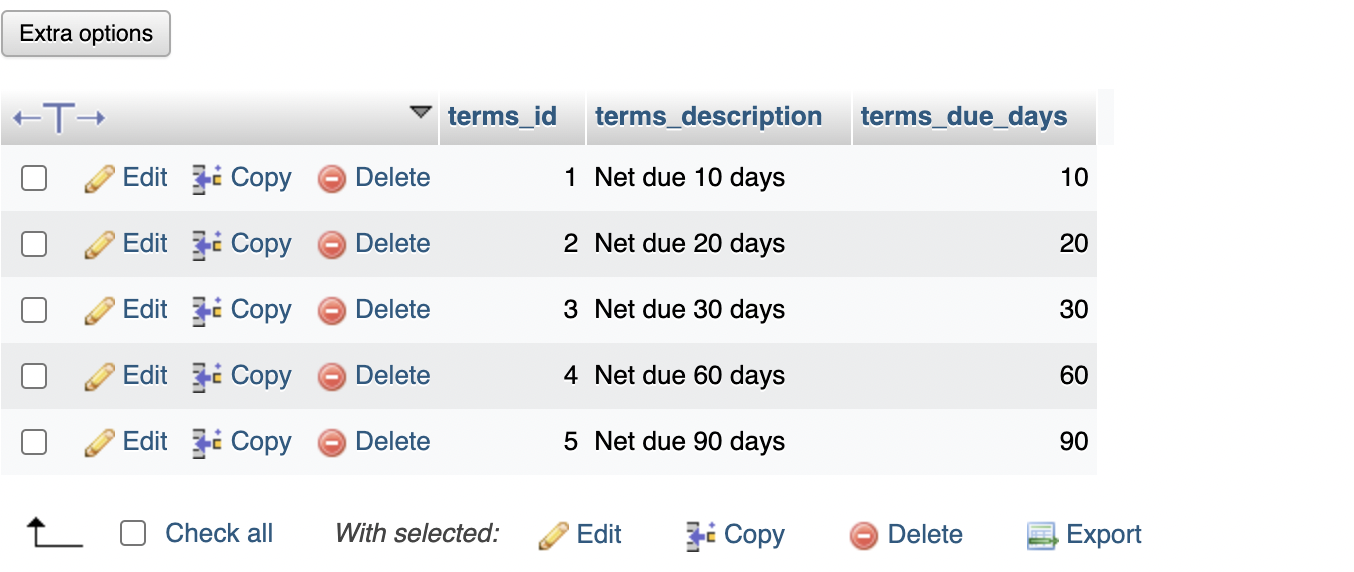 Extra options
terms_id terms_description terms_due_days
Edit Copy Delete 1 Net due 10 days 10
Edit Copy Delete 2 Net due 20 days 20
Edit Copy Delete 3 Net due 30 days 30
Edit Copy Delete 4 Net due 60 days 60
Edit Copy Delete 5 Net due 90 days 90
Check all With selected: Edit Copy Delete Export